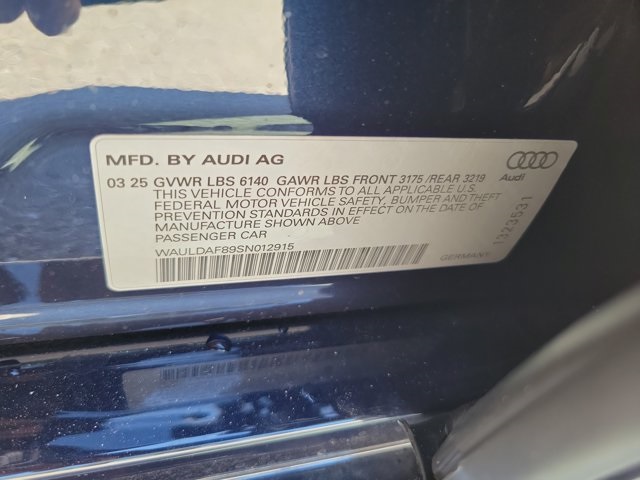 MFD. BY AUDI AG
03 25 GVWR LBS 6140 GAWR LBS FRONT 3175 /REAR 3219
THIS VEHICLE CONFORMS TO ALL APPLICABLE U.S.
FEDERAL MOTOR VEHICLE SAFETY, BUMPER AND THEFT
PREVENTION STANDARDS IN EFFECT ON THE DATE OF
MANUFACTURE SHOWN ABOVE
PASSENGER CAR
WAULDAF89SN012915
GERMANY
Audi
1323531